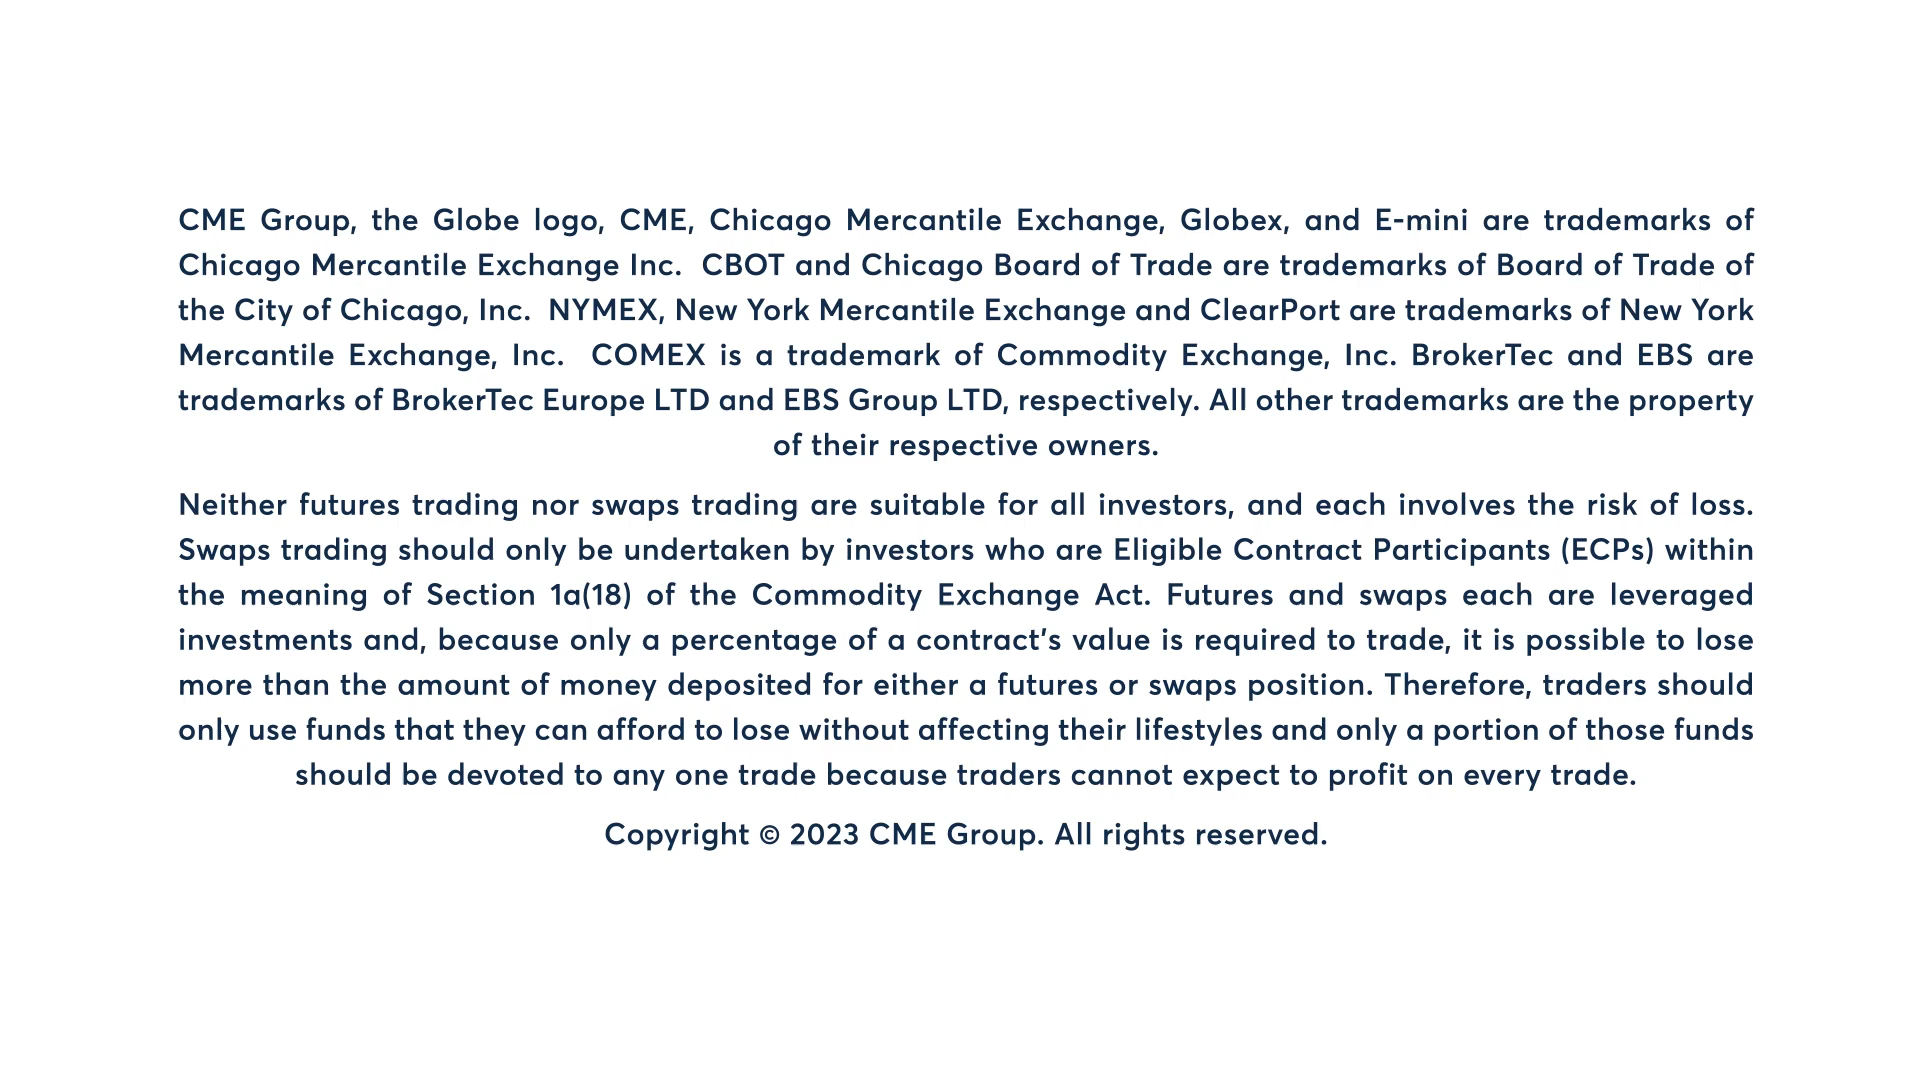 CME Group, the Globe logo, CME, Chicago Mercantile Exchange, Globex, and E-mini are trademarks of
Chicago Mercantile Exchange Inc.  CBOT and Chicago Board of Trade are trademarks of Board of Trade of
the City of Chicago, Inc.  NYMEX, New York Mercantile Exchange and ClearPort are trademarks of New York
Mercantile Exchange, Inc.  COMEX is a trademark of Commodity Exchange, Inc. BrokerTec and EBS are
trademarks of BrokerTec Europe LTD and EBS Group LTD, respectively. All other trademarks are the property
of their respective owners.
Neither futures trading nor swaps trading are suitable for all investors, and each involves the risk of loss.
Swaps trading should only be undertaken by investors who are Eligible Contract Participants (ECPs) within
the meaning of Section 1a(18) of the Commodity Exchange Act. Futures and swaps each are leveraged
investments and, because only a percentage of a contract's value is required to trade, it is possible to lose
more than the amount of money deposited for either a futures or swaps position. Therefore, traders should
only use funds that they can afford to lose without affecting their lifestyles and only a portion of those funds
should be devoted to any one trade because traders cannot expect to profit on every trade.
Copyright © 2023 CME Group. All rights reserved.